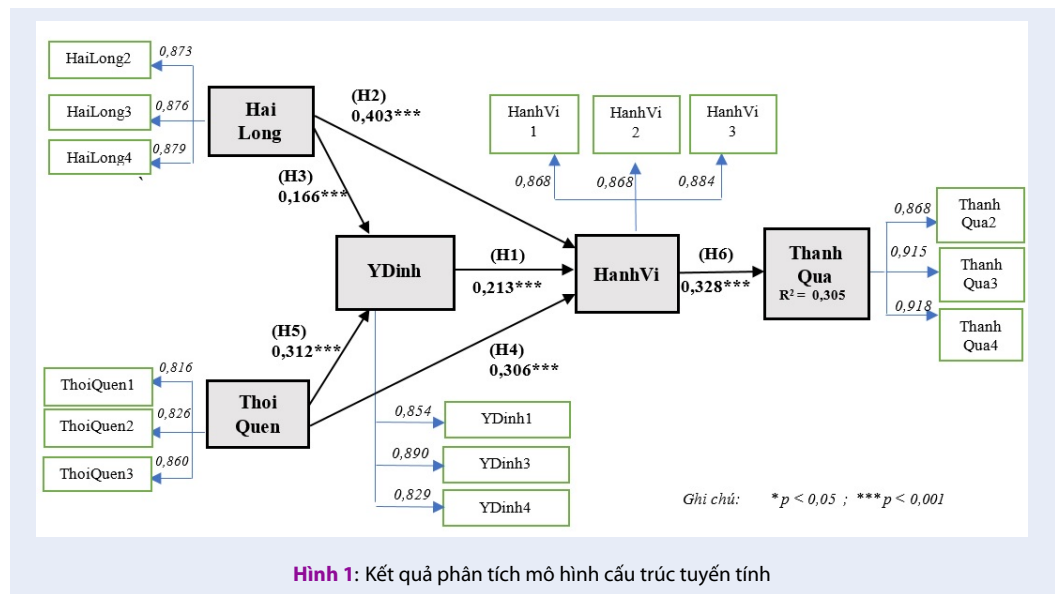 HaiLong2
0,873
HaiLong3
0,876
HaiLong4
0,879
Hai
Long
(H2)
0,403***
(H3)
0,166***
HanhVi
1
HanhVi
2
HanhVi
3
0,868
0,868
0,884
YDinh
(H1)
0,213***
HanhVi
(H6)
0,328***
Thanh
Qua
R² = 0,305
0,868
Thanh
Qua2
0,915
Thanh
Qua3
0,918
Thanh
Qua4
(H5)
0,312***
(H4)
0,306***
ThoiQuen1
0,816
ThoiQuen2
0,826
ThoiQuen3
0,860
Thoi
Quen
0,854
YDinh1
0,890
YDinh3
0,829
YDinh4
Ghi chú: * p < 0,05 ; *** p < 0,001
Hình 1: Kết quả phân tích mô hình cấu trúc tuyến tính